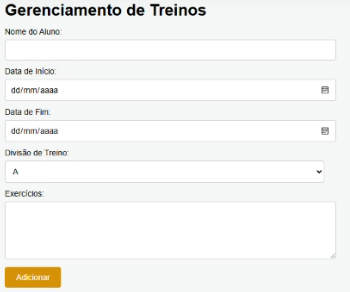 Gerenciamento de Treinos
Nome do Aluno:
Data de Início:
dd/mm/aaaa
Data de Fim:
dd/mm/aaaa
Divisão de Treino:
A
Exercícios:
Adicionar